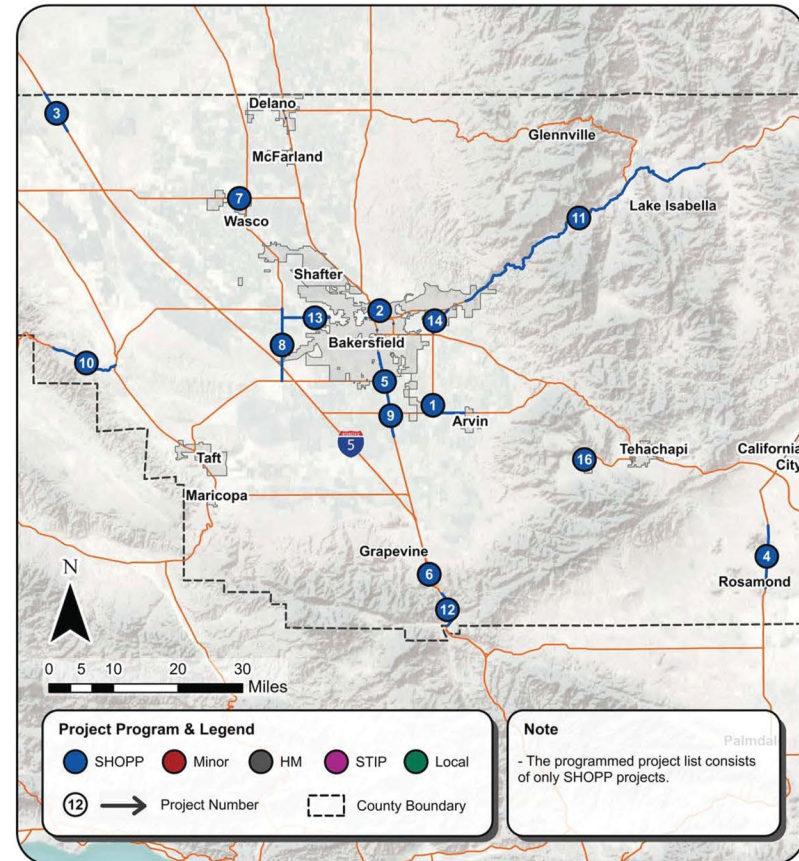 Delano
3
Glennville
McFarland
7
Wasco
Lake Isabella
11
Shafter
2
13
14
Bakersfield
8
10
5
1
9
Arvin
5
Taft
16
Tehachapi
California
City
Maricopa
Grapevine
4
6
Rosamond
N
12
0 5 10 20 30
Miles
Project Program & Legend
SHOPP
Minor
HM
STIP
Local
12
Project Number
County Boundary
Note
Palmdale
- The programmed project list consists
of only SHOPP projects.